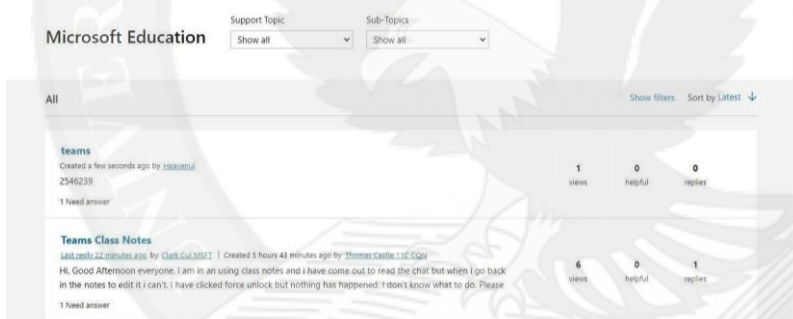 Microsoft Education
Support Topic
Show all
Sub-Topics
Show all
All
Show filters Sort by Latest
teams
Created a few seconds ago by Heavenul
2546239
1 Need answer
1 views
0 helpful
0 replies
Teams Class Notes
Last reply 22 minutes ago by Clark Cui MSFT | Created 5 hours 43 minutes ago by Thomas Castle 11C CQN
Hi, Good Afternoon everyone. I am in an using class notes and i have come out to read the chat but when i go back
in the notes to edit it i can't. I have clicked force unlock but nothing has happened. I don't know what to do. Please
1 Need answer
6 views
0 helpful
1 replies